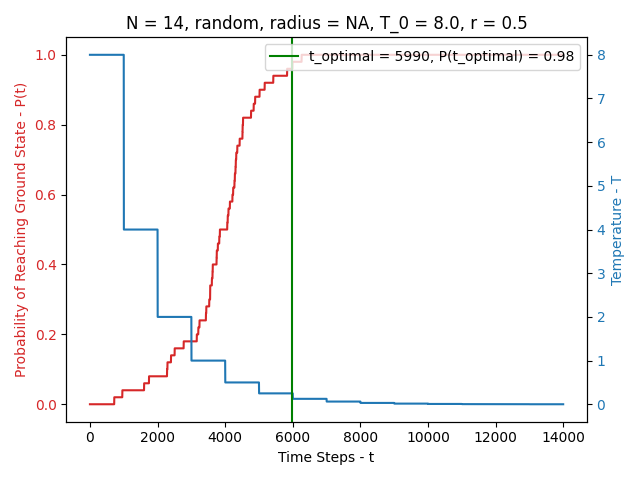 N = 14, random, radius = NA, T_0 = 8.0, r = 0.5
t_optimal = 5990, P(t_optimal) = 0.98
Probability of Reaching Ground State - P(t)
1.0
0.8
0.6
0.4
0.2
0.0
8
7
6
5
4
3
2
1
0
Temperature - T
0 2000 4000 6000 8000 10000 12000 14000
Time Steps - t